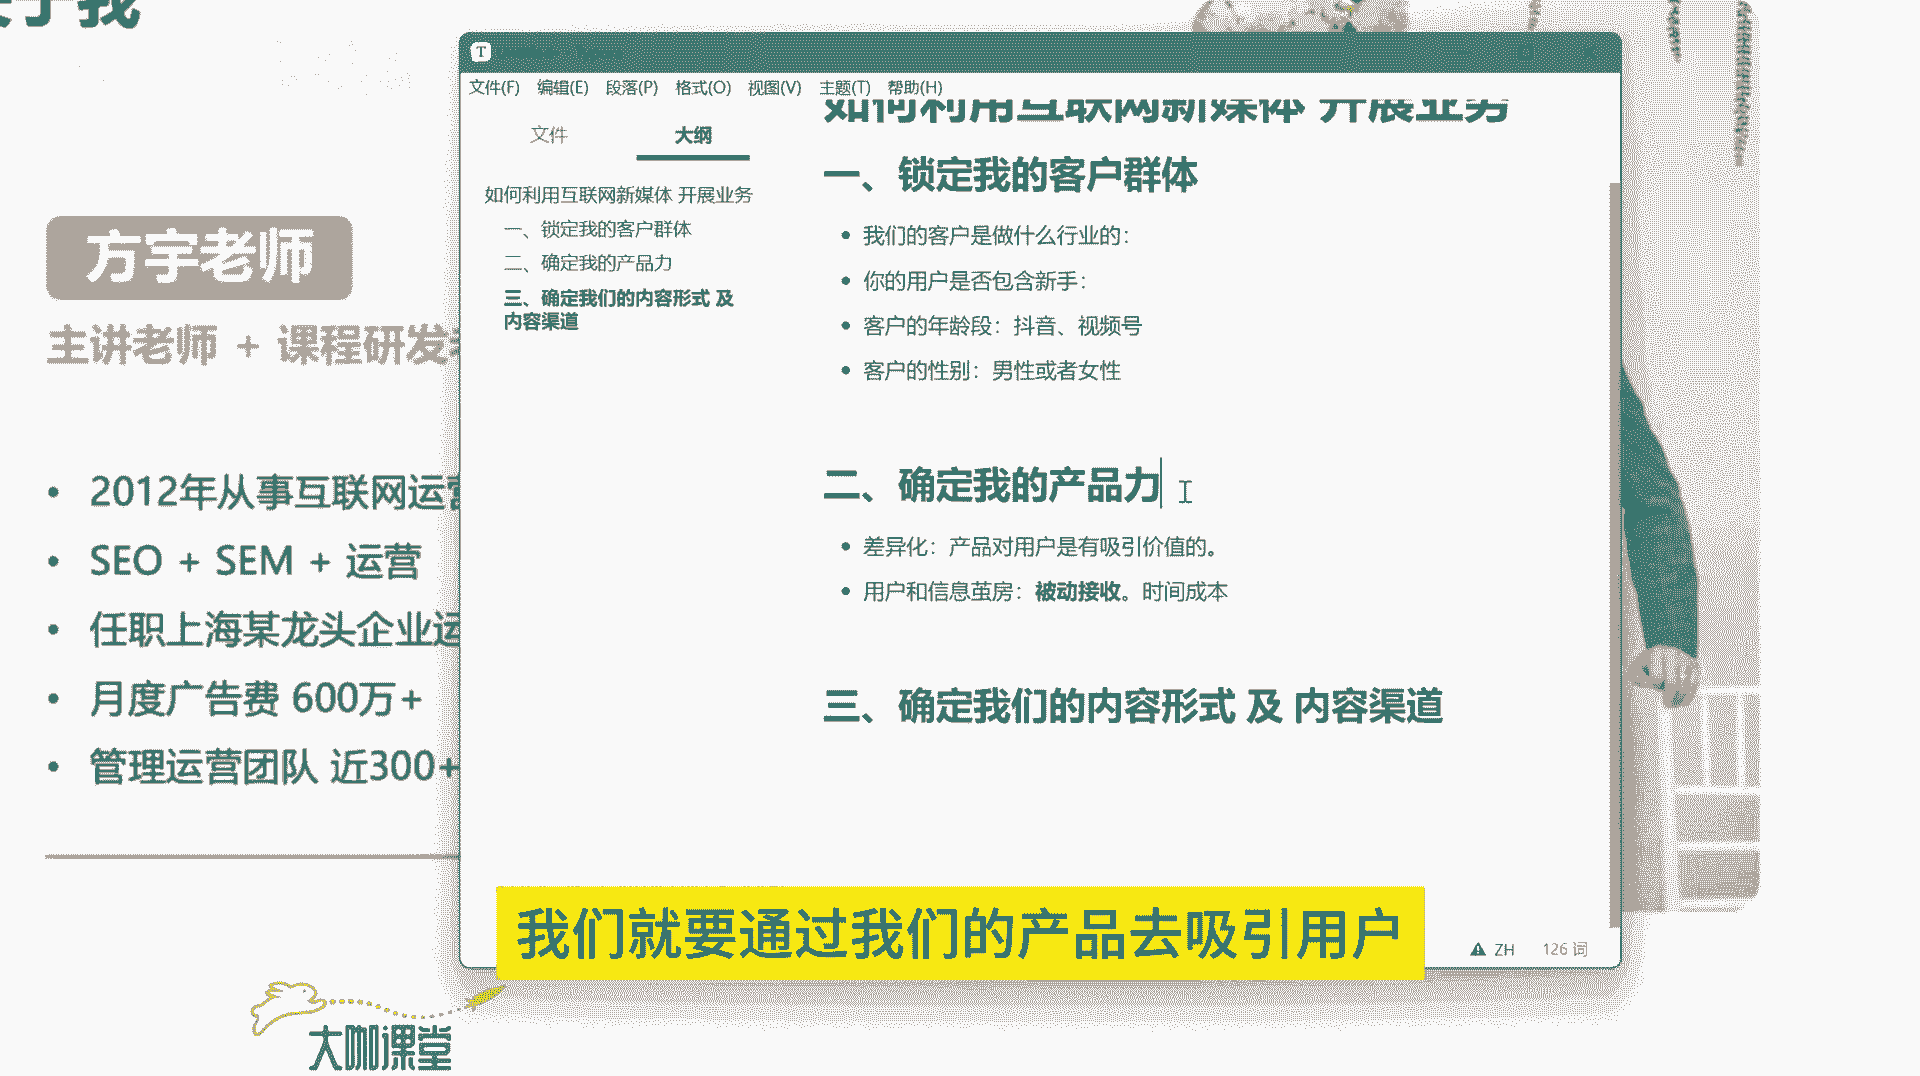 关于我
方宇老师
主讲老师 + 课程研发
2012年从事互联网运营
SEO + SEM + 运营
任职上海某龙头企业运
月度广告费 600万+
管理运营团队 近300+
T
文件(F) 编辑(E) 段落(P) 格式(O) 视图(V) 主题(T) 帮助(H)
文件 大纲
如何利用互联网新媒体 开展业务
一、锁定我的客户群体
二、确定我的产品力
三、确定我们的内容形式 及
内容渠道
如何利用互联网新媒体 开展业务
一、锁定我的客户群体
我们的客户是做什么行业的：
你的用户是否包含新手：
客户的年龄段：抖音、视频号
客户的性别：男性或者女性
二、确定我的产品力
差异化：产品对用户是有吸引价值的。
用户和信息茧房：被动接收。时间成本
三、确定我们的内容形式 及 内容渠道
ZH 126 词
我们就要通过我们的产品去吸引用户
大咖课堂